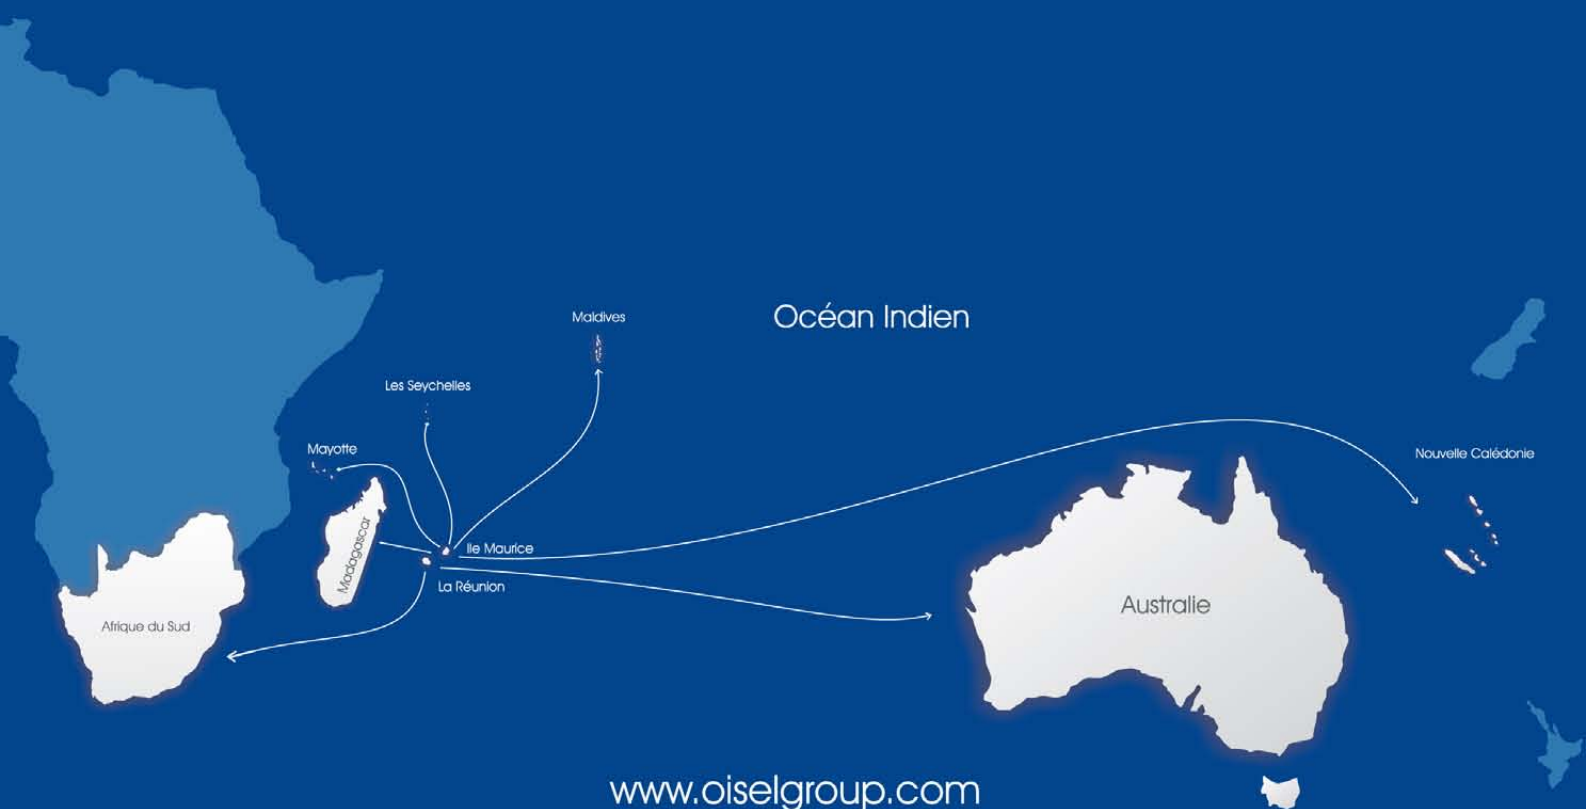 Maldives
Océan Indien
Les Seychelles
Mayotte
Nouvelle Calédonie
Madagascar
Ile Maurice
La Réunion
Australie
Afrique du Sud
www.oiselgroup.com